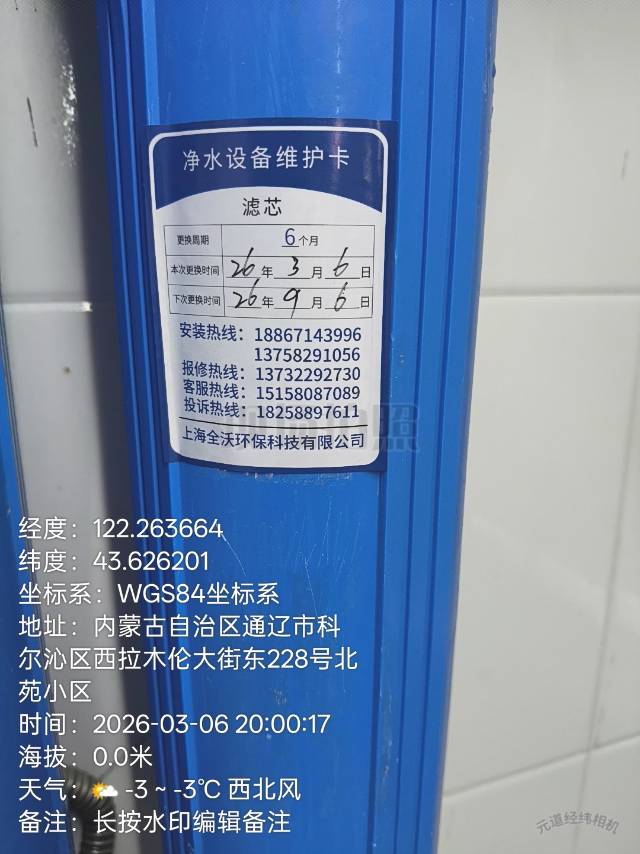 净水设备维护卡
滤芯
更换周期 6个月
本次更换时间 26年3月6日
下次更换时间 26年9月6日
安装热线：18867143996
13758291056
报修热线：13732292730
客服热线：15158087089
投诉热线：18258897611
上海全沃环保科技有限公司
经度：122.263664
纬度：43.626201
坐标系：WGS84坐标系
地址：内蒙古自治区通辽市科
尔沁区西拉木伦大街东228号北
苑小区
时间：2026-03-06 20:00:17
海拔：0.0米
天气：⛅ -3 ~ -3℃ 西北风
备注：长按水印编辑备注
元道经纬相机